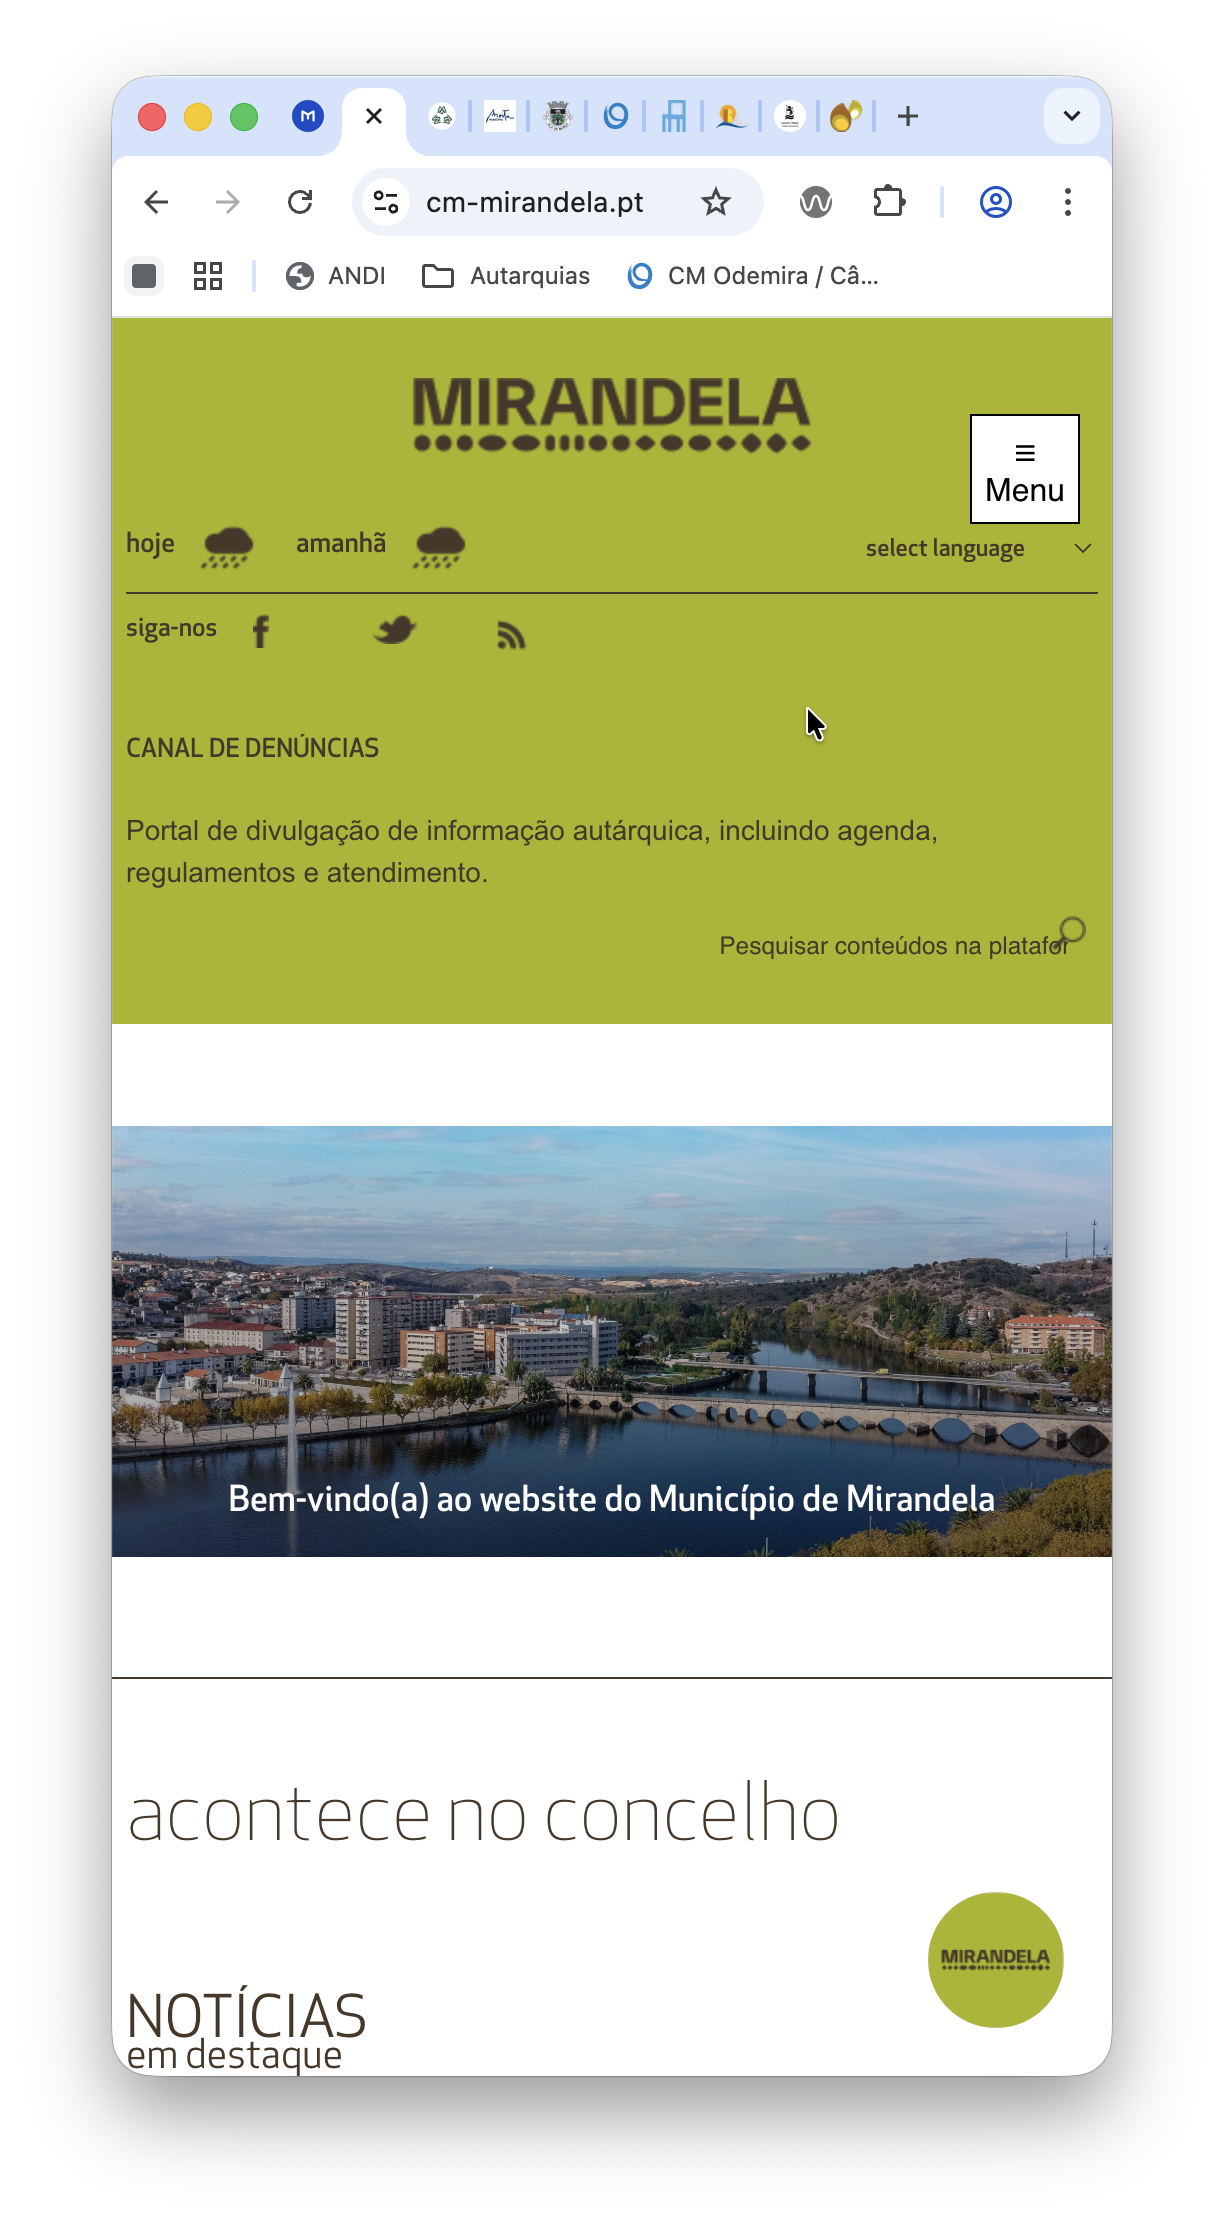 cm-mirandela.pt
ANDI
Autarquias
CM Odemira / Câ...
MIRANDELA
≡
Menu
hoje
amanhã
select language
siga-nos
CANAL DE DENÚNCIAS
Portal de divulgação de informação autárquica, incluindo agenda,
regulamentos e atendimento.
Pesquisar conteúdos na platafor
Bem-vindo(a) ao website do Município de Mirandela
acontece no concelho
MIRANDELA
NOTÍCIAS
em destaque